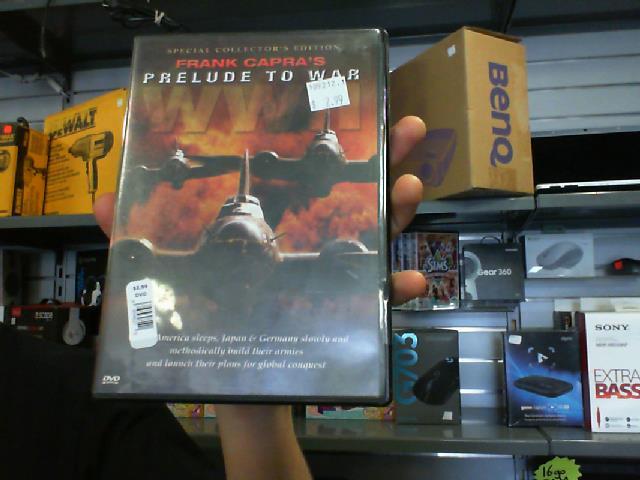 SPECIAL COLLECTOR'S EDITION
FRANK CAPRA'S
PRELUDE TO WAR
WWII
$ 2.99
$2.99
DVD
America sleeps, Japan & Germany slowly and
methodically build their armies
and launch their plans for global conquest
DVD
DEWALT
BenQ
SIMS
Gear 360
G703
SONY
EXTRA
BASS